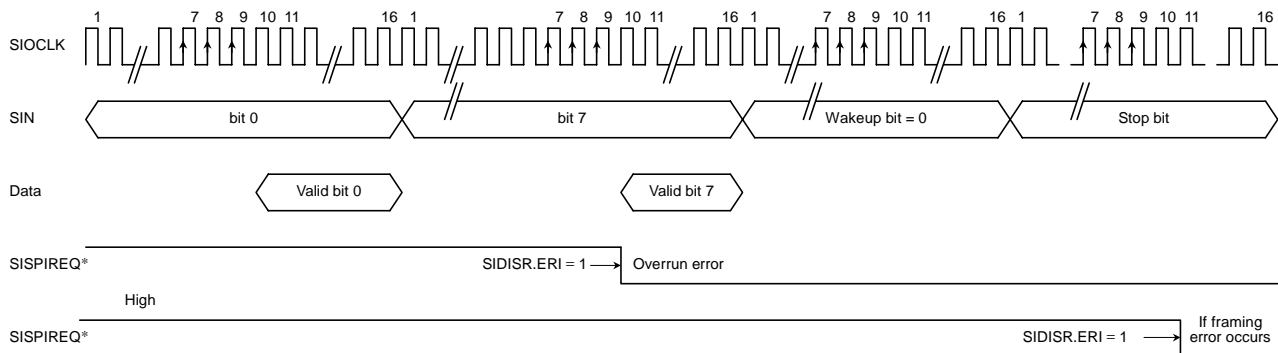 1 7 8 9 10 11 16 1 7 8 9 10 11 16 1 7 8 9 10 11 16 1 7 8 9 10 11 16
SIOCLK
SIN bit 0 bit 7 Wakeup bit = 0 Stop bit
Data Valid bit 0 Valid bit 7
SISPIREQ* SIDISR.ERI = 1 Overrun error
High
SISPIREQ* SIDISR.ERI = 1 If framing
error occurs